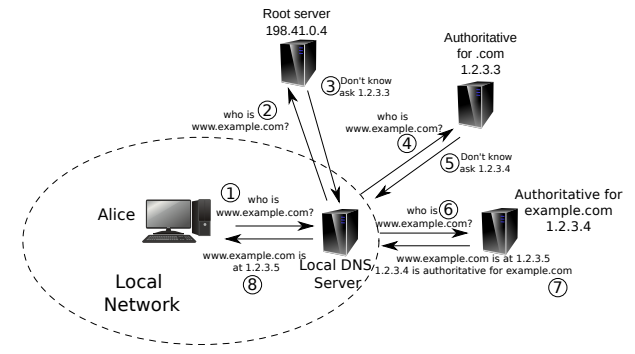 Root server
198.41.0.4
Authoritative
for .com
1.2.3.3
3
Don't know
ask 1.2.3.3
2
who is
www.example.com?
who is
www.example.com?
4
5
Don't know
ask 1.2.3.4
1
who is
www.example.com?
Alice
who is
6
www.example.com?
Authoritative for
example.com
1.2.3.4
www.example.com is
at 1.2.3.5
8
Local DNS
Server
www.example.com is at 1.2.3.5
1.2.3.4 is authoritative for example.com
7
Local
Network